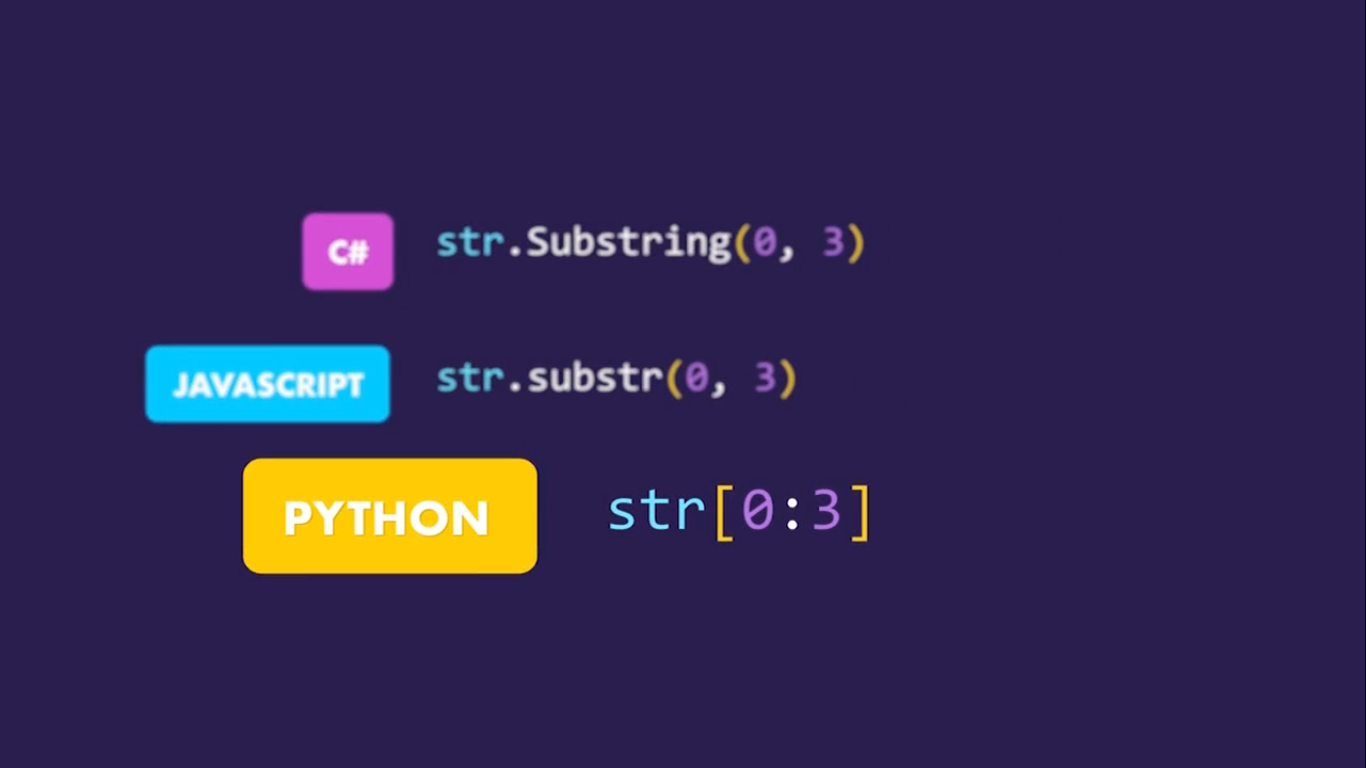 C# str.Substring(0, 3)
JAVASCRIPT str.substr(0, 3)
PYTHON str[0:3]